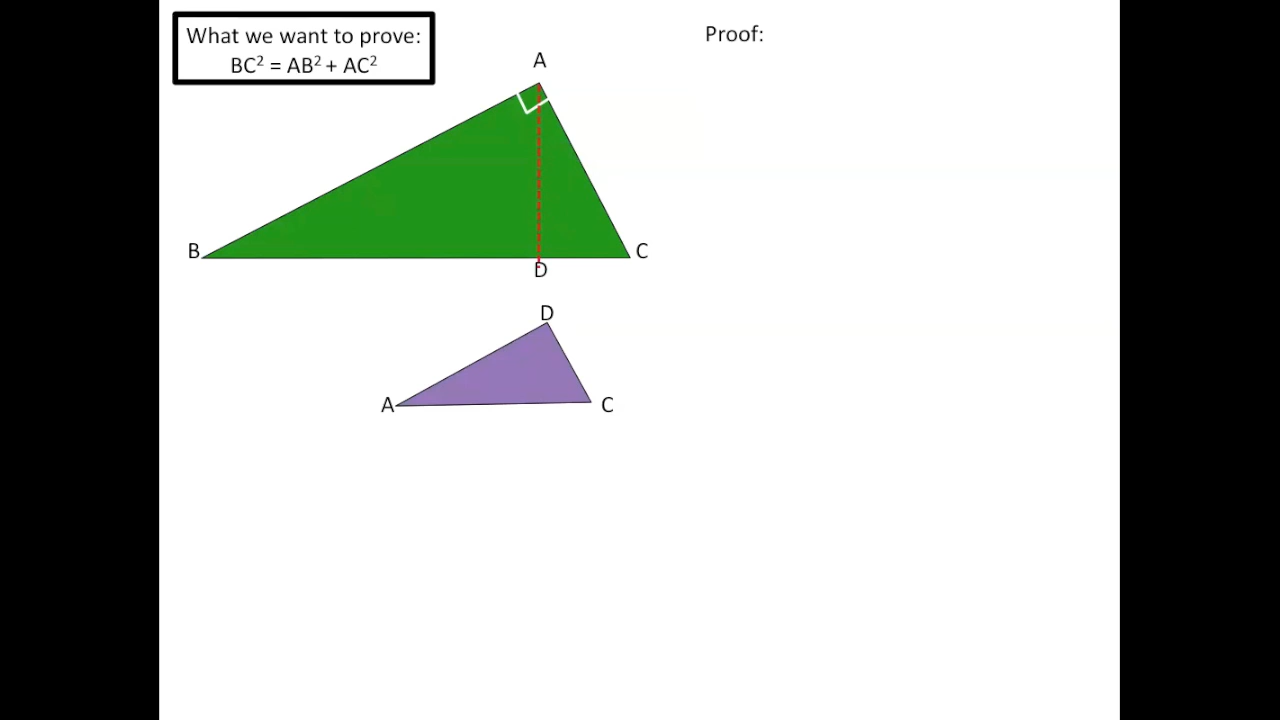 What we want to prove:
BC² = AB² + AC²
Proof:
A
B
C
D
D
A
C